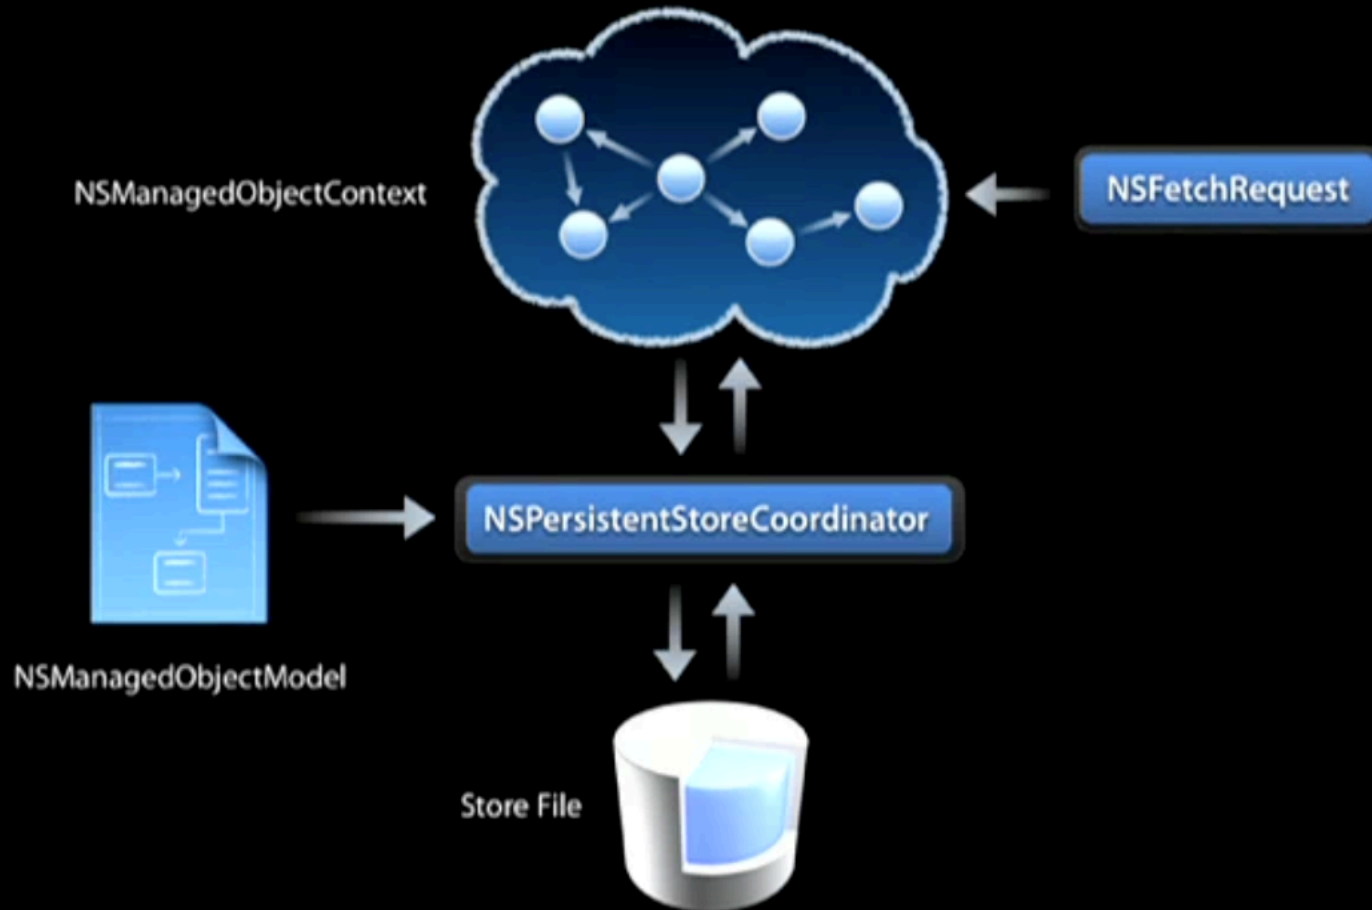 NSManagedObjectContext
NSFetchRequest
NSPersistentStoreCoordinator
NSManagedObjectModel
Store File